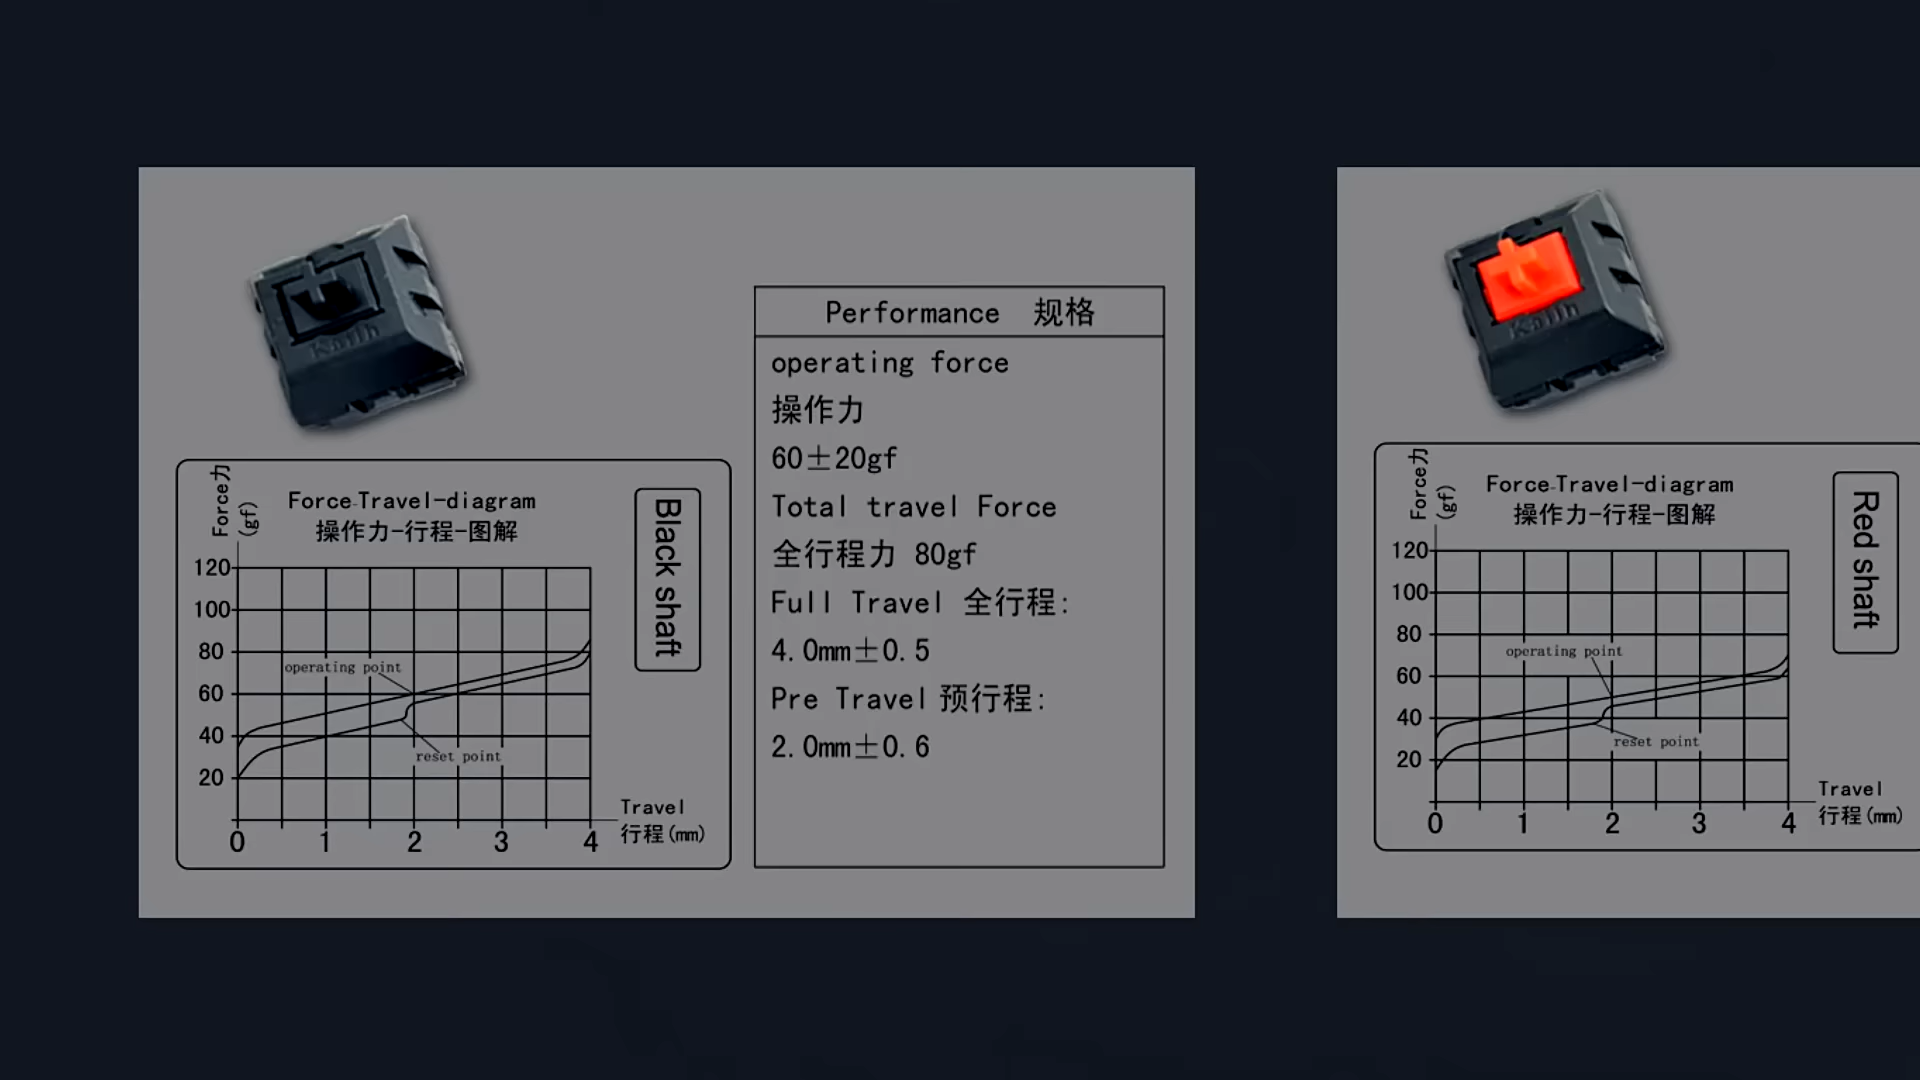 Kailh
Force力
(gf)
Force-Travel-diagram
操作力-行程-图解
Black shaft
120
100
80
60
40
20
operating point
reset point
0 1 2 3 4
Travel
行程(mm)
Performance 规格
operating force
操作力
60±20gf
Total travel Force
全行程力 80gf
Full Travel 全行程:
4.0mm±0.5
Pre Travel 预行程:
2.0mm±0.6
Kailh
Force力
(gf)
Force-Travel-diagram
操作力-行程-图解
Red shaft
120
100
80
60
40
20
operating point
reset point
0 1 2 3 4
Travel
行程(mm)